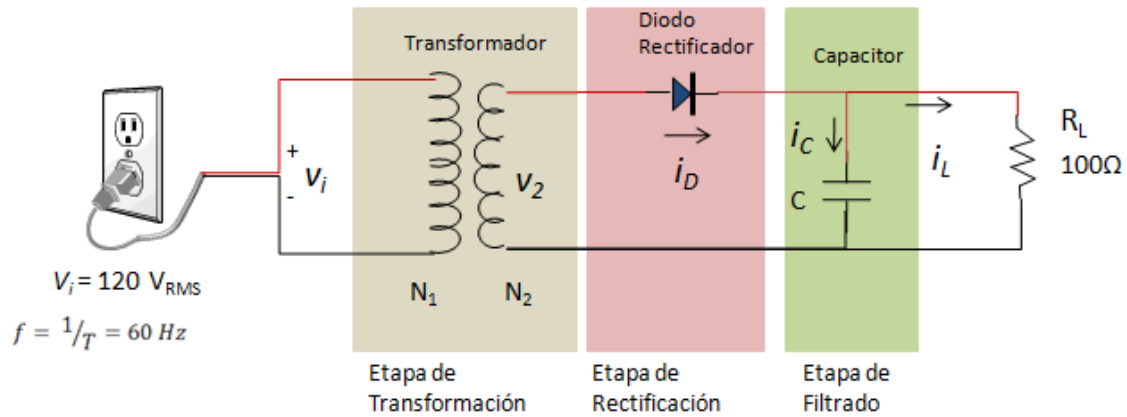 Transformador
Diodo
Rectificador
Capacitor
+
vi
-
v2
iD
iC
C
iL
RL
100Ω
Vi = 120 VRMS
f = 1/T = 60 Hz
N1
N2
Etapa de
Transformación
Etapa de
Rectificación
Etapa de
Filtrado